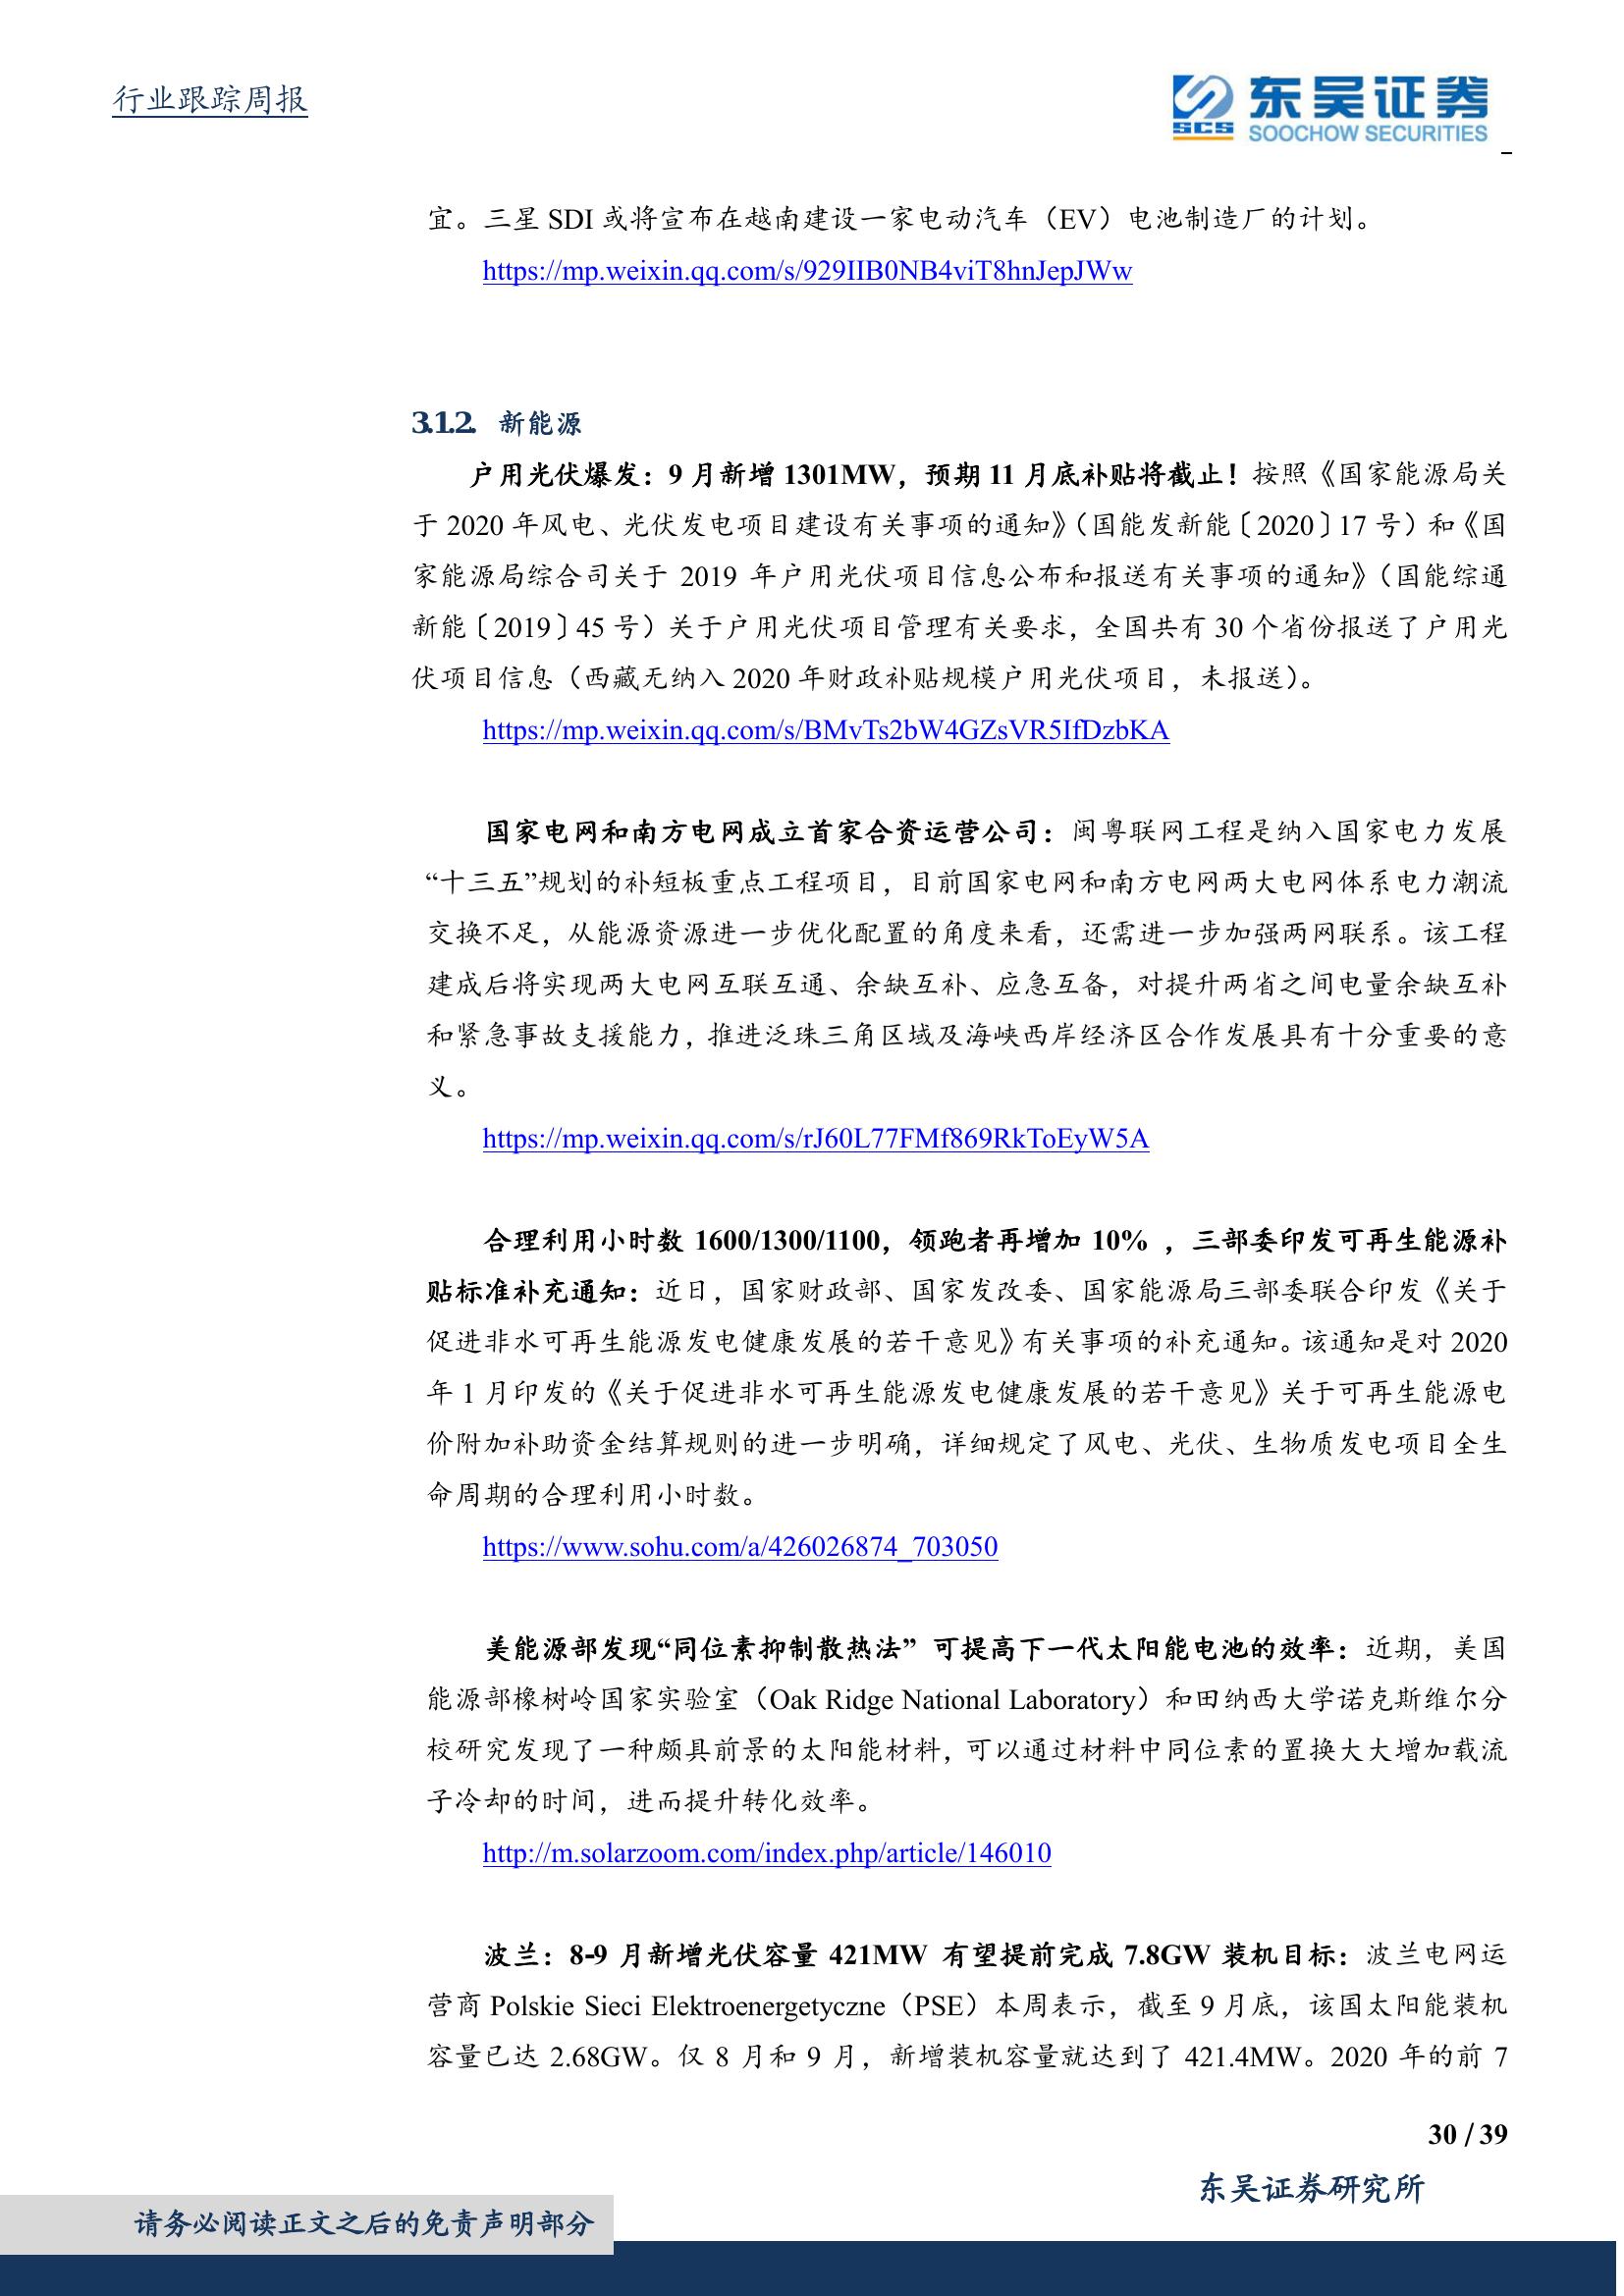 行业跟踪周报
SCS 东吴证券
SOOCHOW SECURITIES
宜。三星 SDI 或将宣布在越南建设一家电动汽车（EV）电池制造厂的计划。
https://mp.weixin.qq.com/s/929IIB0NB4viT8hnJepJWw
3.1.2. 新能源
户用光伏爆发：9 月新增 1301MW，预期 11 月底补贴将截止！按照《国家能源局关
于 2020 年风电、光伏发电项目建设有关事项的通知》（国能发新能〔2020〕17 号）和《国
家能源局综合司关于 2019 年户用光伏项目信息公布和报送有关事项的通知》（国能综通
新能〔2019〕45 号）关于户用光伏项目管理有关要求，全国共有 30 个省份报送了户用光
伏项目信息（西藏无纳入 2020 年财政补贴规模户用光伏项目，未报送）。
https://mp.weixin.qq.com/s/BMvTs2bW4GZsVR5IfDzbKA
国家电网和南方电网成立首家合资运营公司：闽粤联网工程是纳入国家电力发展
“十三五”规划的补短板重点工程项目，目前国家电网和南方电网两大电网体系电力潮流
交换不足，从能源资源进一步优化配置的角度来看，还需进一步加强两网联系。该工程
建成后将实现两大电网互联互通、余缺互补、应急互备，对提升两省之间电量余缺互补
和紧急事故支援能力，推进泛珠三角区域及海峡西岸经济区合作发展具有十分重要的意
义。
https://mp.weixin.qq.com/s/rJ60L77FMf869RkToEyW5A
合理利用小时数 1600/1300/1100，领跑者再增加 10% ，三部委印发可再生能源补
贴标准补充通知：近日，国家财政部、国家发改委、国家能源局三部委联合印发《关于
促进非水可再生能源发电健康发展的若干意见》有关事项的补充通知。该通知是对 2020
年 1 月印发的《关于促进非水可再生能源发电健康发展的若干意见》关于可再生能源电
价附加补助资金结算规则的进一步明确，详细规定了风电、光伏、生物质发电项目全生
命周期的合理利用小时数。
https://www.sohu.com/a/426026874_703050
美能源部发现“同位素抑制散热法” 可提高下一代太阳能电池的效率：近期，美国
能源部橡树岭国家实验室（Oak Ridge National Laboratory）和田纳西大学诺克斯维尔分
校研究发现了一种颇具前景的太阳能材料，可以通过材料中同位素的置换大大增加载流
子冷却的时间，进而提升转化效率。
http://m.solarzoom.com/index.php/article/146010
波兰：8-9 月新增光伏容量 421MW 有望提前完成 7.8GW 装机目标：波兰电网运
营商 Polskie Sieci Elektroenergetyczne（PSE）本周表示，截至 9 月底，该国太阳能装机
容量已达 2.68GW。仅 8 月和 9 月，新增装机容量就达到了 421.4MW。2020 年的前 7
30 / 39
东吴证券研究所
请务必阅读正文之后的免责声明部分